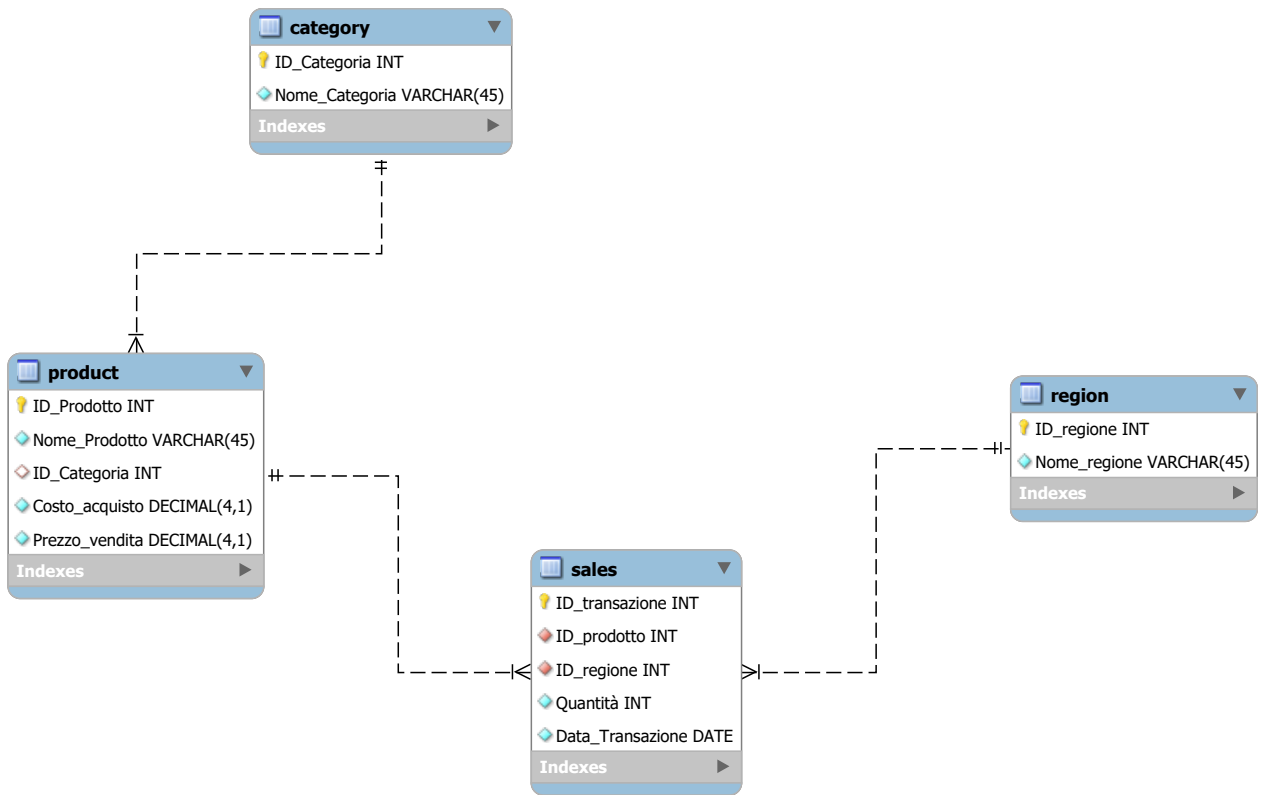 category
ID_Categoria INT
Nome_Categoria VARCHAR(45)
Indexes
product
ID_Prodotto INT
Nome_Prodotto VARCHAR(45)
ID_Categoria INT
Costo_acquisto DECIMAL(4,1)
Prezzo_vendita DECIMAL(4,1)
Indexes
region
ID_regione INT
Nome_regione VARCHAR(45)
Indexes
sales
ID_transazione INT
ID_prodotto INT
ID_regione INT
Quantità INT
Data_Transazione DATE
Indexes